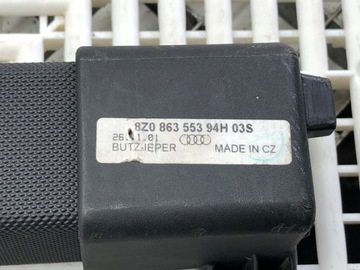 8Z0 863 553 94H 03S
26.11.01
BUTZ-IEPER MADE IN CZ